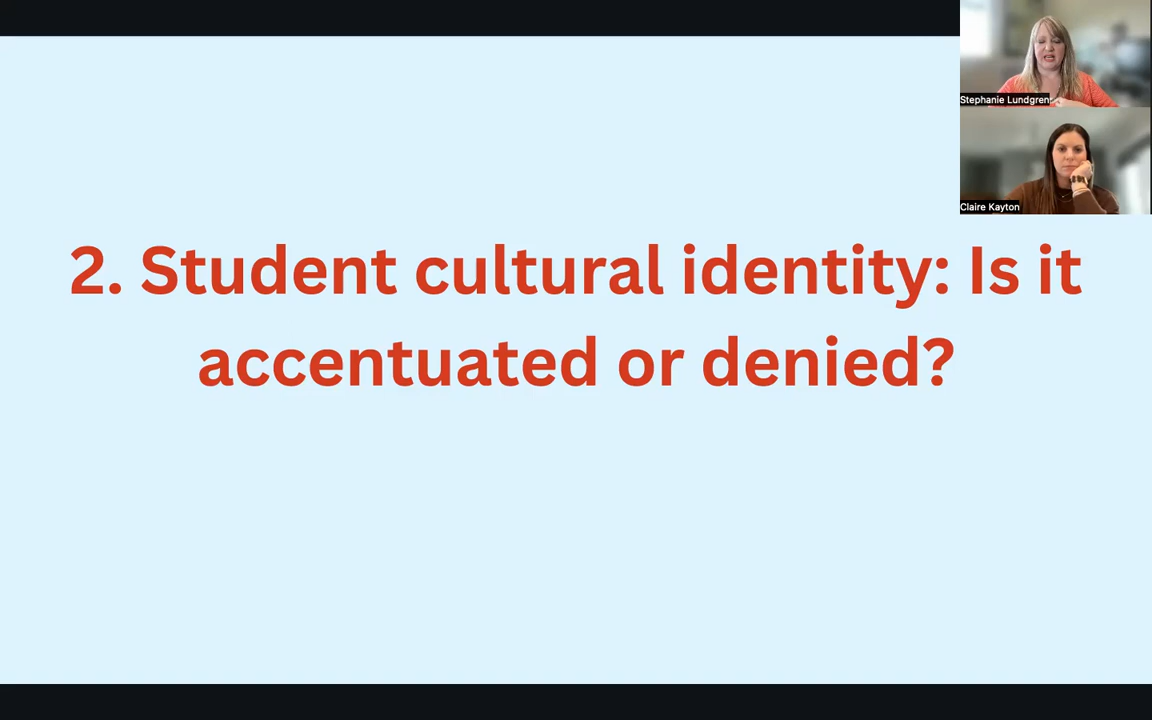 Stephanie Lundgren
Claire Kayton
2. Student cultural identity: Is it
accentuated or denied?